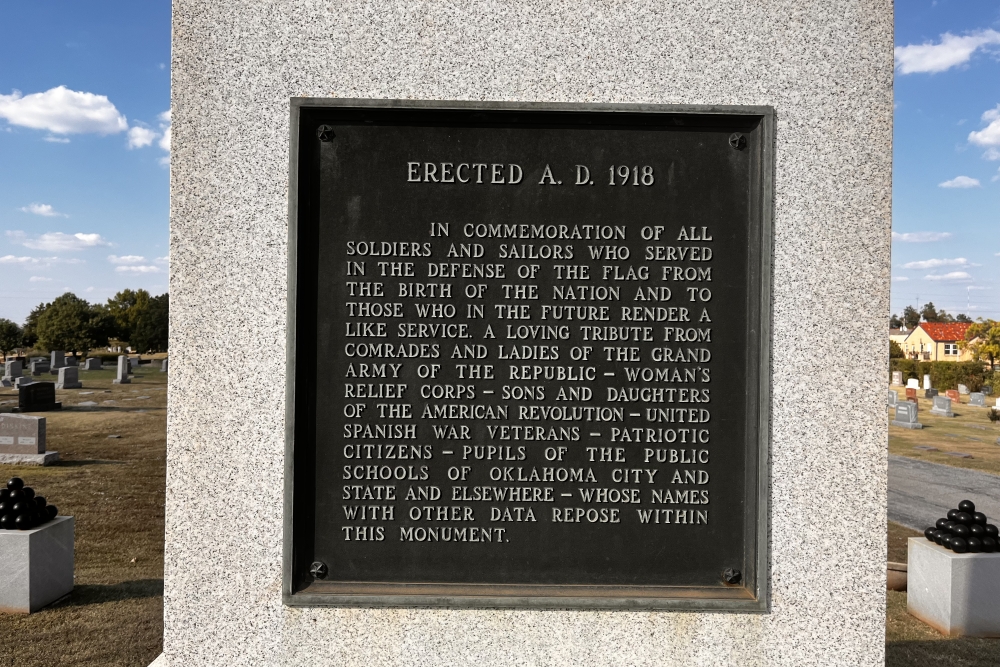 ERECTED A. D. 1918
IN COMMEMORATION OF ALL
SOLDIERS AND SAILORS WHO SERVED
IN THE DEFENSE OF THE FLAG FROM
THE BIRTH OF THE NATION AND TO
THOSE WHO IN THE FUTURE RENDER A
LIKE SERVICE. A LOVING TRIBUTE FROM
COMRADES AND LADIES OF THE GRAND
ARMY OF THE REPUBLIC – WOMAN'S
RELIEF CORPS – SONS AND DAUGHTERS
OF THE AMERICAN REVOLUTION – UNITED
SPANISH WAR VETERANS – PATRIOTIC
CITIZENS – PUPILS OF THE PUBLIC
SCHOOLS OF OKLAHOMA CITY AND
STATE AND ELSEWHERE – WHOSE NAMES
WITH OTHER DATA REPOSE WITHIN
THIS MONUMENT.